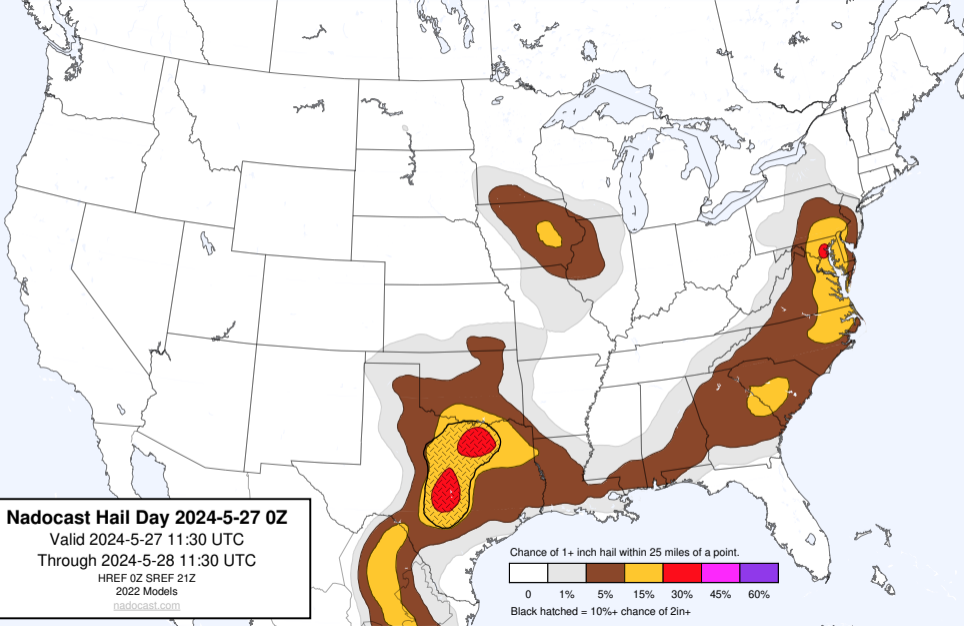 Nadocast Hail Day 2024-5-27 0Z
Valid 2024-5-27 11:30 UTC
Through 2024-5-28 11:30 UTC
HREF 0Z SREF 21Z
2022 Models
nadocast.com
Chance of 1+ inch hail within 25 miles of a point.
0 1% 5% 15% 30% 45% 60%
Black hatched = 10%+ chance of 2in+